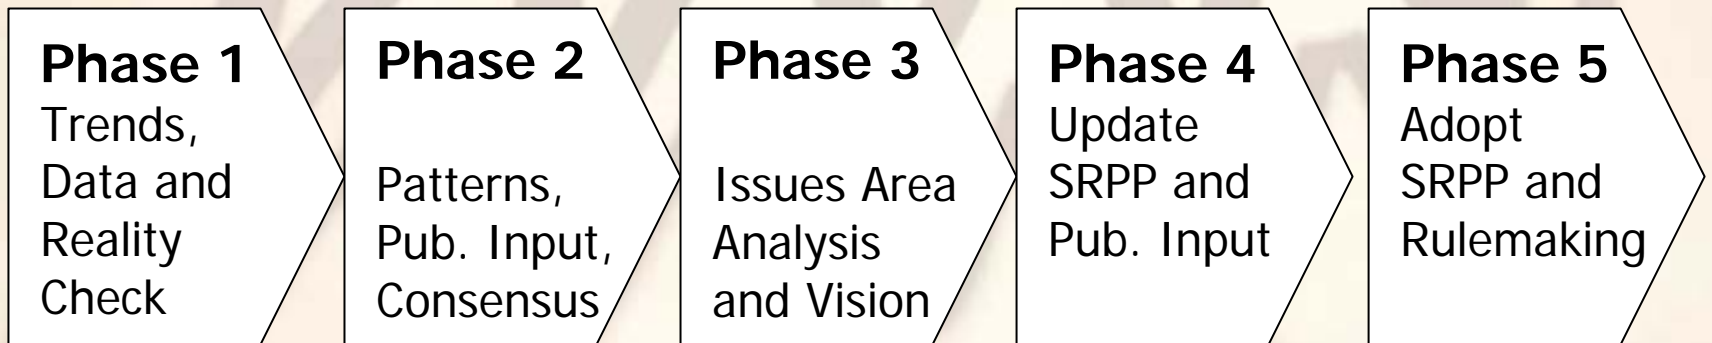 Phase 1
Trends,
Data and
Reality
Check
Phase 2
Patterns,
Pub. Input,
Consensus
Phase 3
Issues Area
Analysis
and Vision
Phase 4
Update
SRPP and
Pub. Input
Phase 5
Adopt
SRPP and
Rulemaking